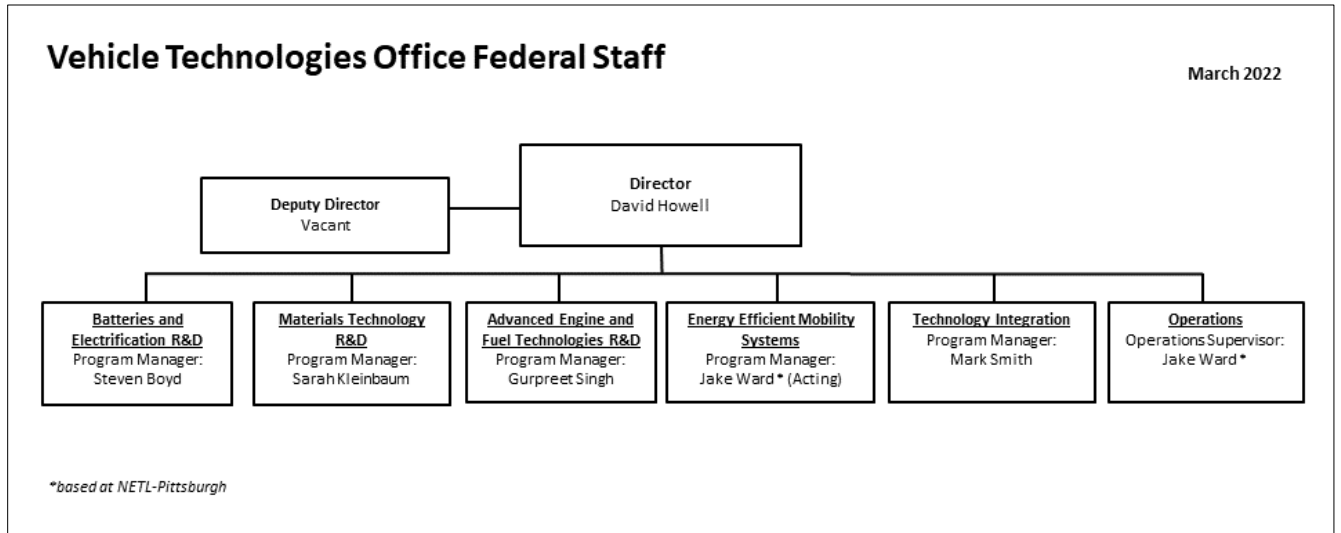 Vehicle Technologies Office Federal Staff
March 2022
Director
David Howell
Deputy Director
Vacant
Batteries and
Electrification R&D
Program Manager:
Steven Boyd
Materials Technology
R&D
Program Manager:
Sarah Kleinbaum
Advanced Engine and
Fuel Technologies R&D
Program Manager:
Gurpreet Singh
Energy Efficient Mobility
Systems
Program Manager:
Jake Ward* (Acting)
Technology Integration
Program Manager:
Mark Smith
Operations
Operations Supervisor:
Jake Ward*
*based at NETL-Pittsburgh